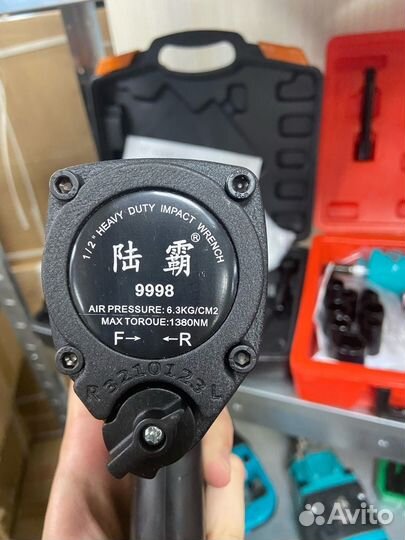 1/2" HEAVY DUTY IMPACT WRENCH
陆霸®
9998
AIR PRESSURE: 6.3KG/CM2
MAX TOROUE: 1380NM
F→ ←R
R3210123L
Avito